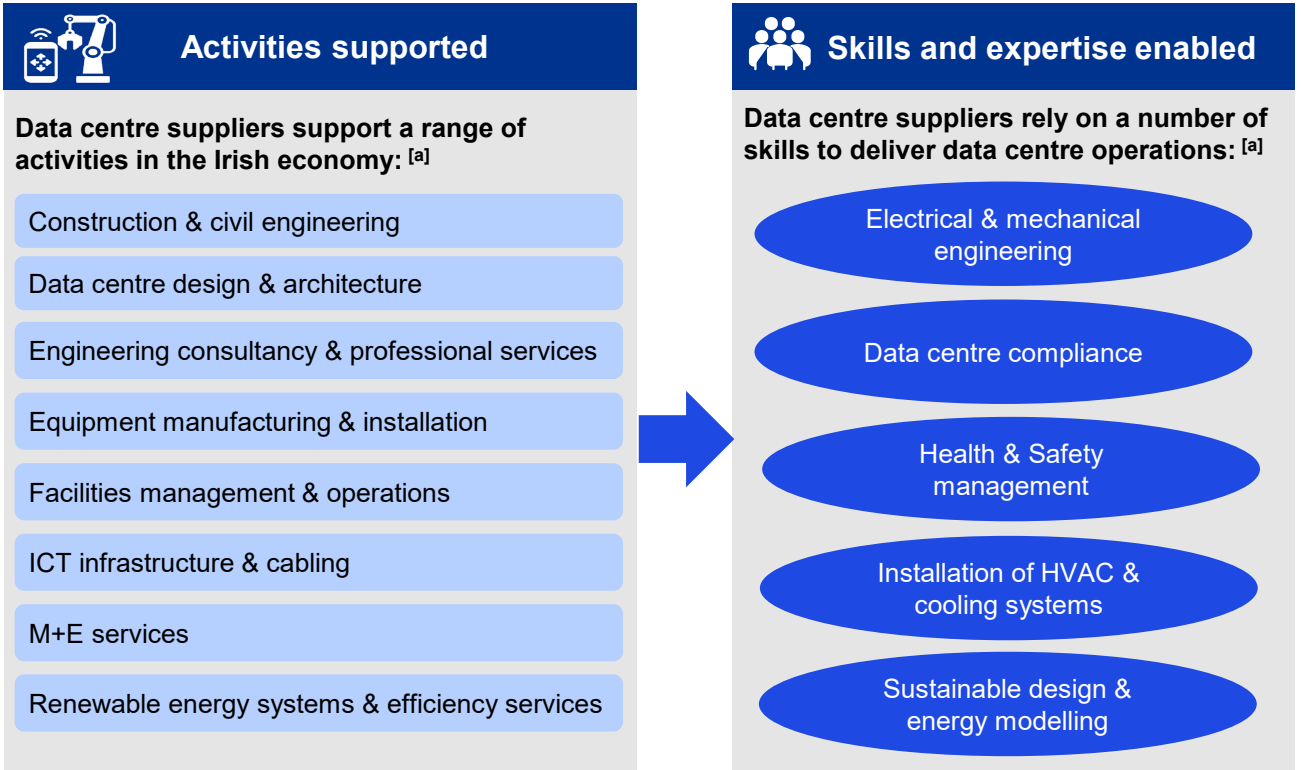 Activities supported
Data centre suppliers support a range of
activities in the Irish economy: [a]
Construction & civil engineering
Data centre design & architecture
Engineering consultancy & professional services
Equipment manufacturing & installation
Facilities management & operations
ICT infrastructure & cabling
M+E services
Renewable energy systems & efficiency services
Skills and expertise enabled
Data centre suppliers rely on a number of
skills to deliver data centre operations: [a]
Electrical & mechanical
engineering
Data centre compliance
Health & Safety
management
Installation of HVAC &
cooling systems
Sustainable design &
energy modelling